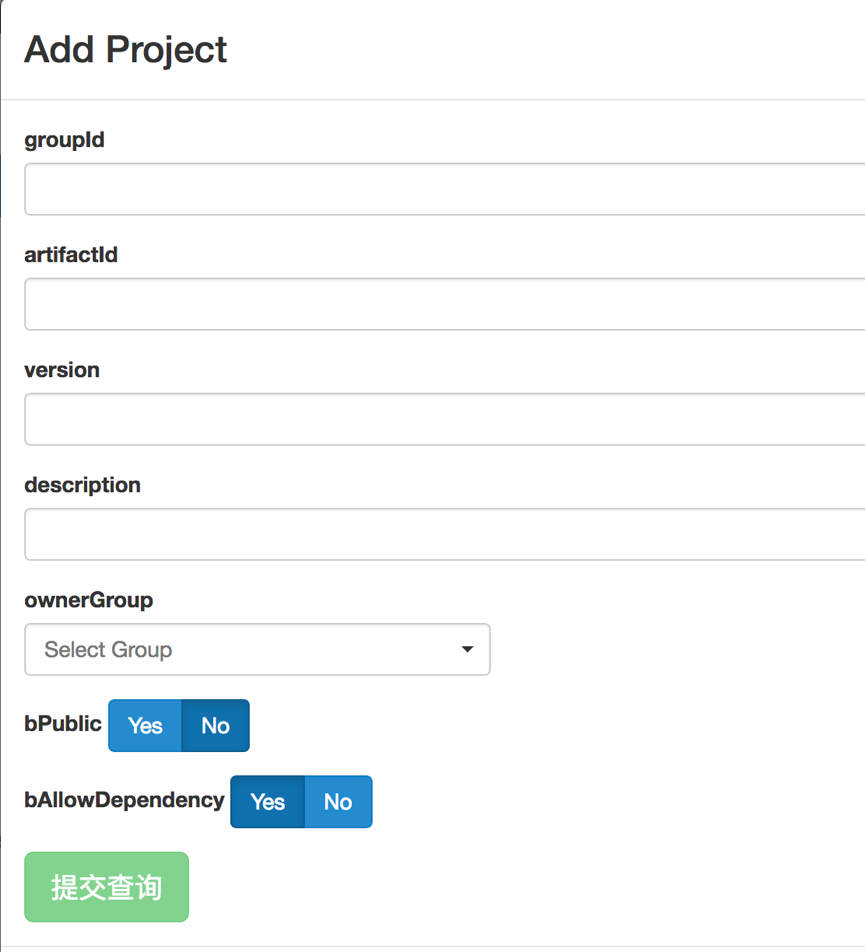 Add Project
groupId
artifactId
version
description
ownerGroup
Select Group
bPublic Yes No
bAllowDependency Yes No
提交查询